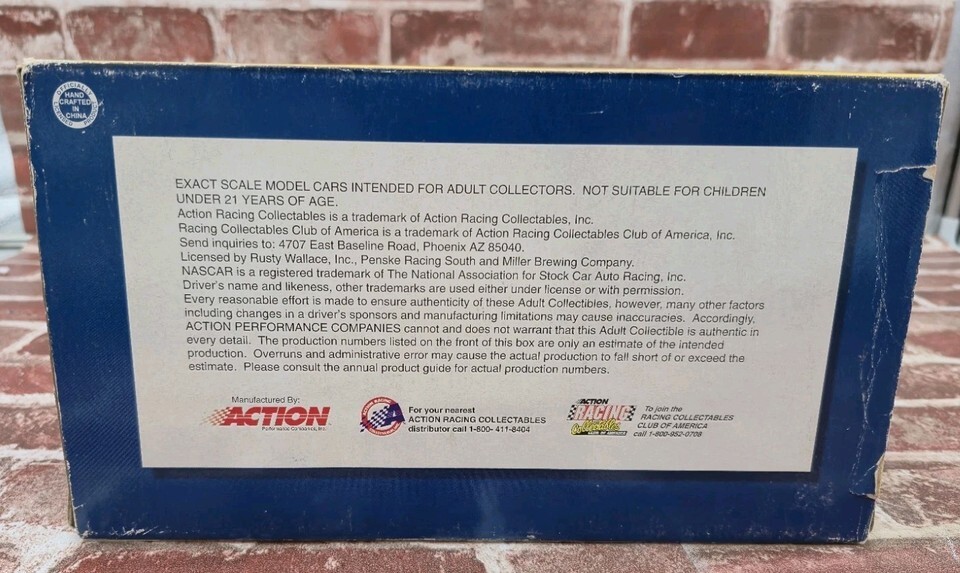 OFFICIALLY
HAND
CRAFTED
IN
CHINA
EXACT SCALE MODEL CARS INTENDED FOR ADULT COLLECTORS. NOT SUITABLE FOR CHILDREN
UNDER 21 YEARS OF AGE.
Action Racing Collectables is a trademark of Action Racing Collectables, Inc.
Racing Collectables Club of America is a trademark of Action Racing Collectables Club of America, Inc.
Send inquiries to: 4707 East Baseline Road, Phoenix AZ 85040.
Licensed by Rusty Wallace, Inc., Penske Racing South and Miller Brewing Company.
NASCAR is a registered trademark of The National Association for Stock Car Auto Racing, Inc.
Driver's name and likeness, other trademarks are used either under license or with permission.
Every reasonable effort is made to ensure authenticity of these Adult Collectibles, however, many other factors
including changes in a driver's sponsors and manufacturing limitations may cause inaccuracies. Accordingly,
ACTION PERFORMANCE COMPANIES cannot and does not warrant that this Adult Collectible is authentic in
every detail. The production numbers listed on the front of this box are only an estimate of the intended
production. Overruns and administrative error may cause the actual production to fall short of or exceed the
estimate. Please consult the annual product guide for actual production numbers.
Manufactured By:
ACTION
Performance Companies, Inc.
For your nearest
ACTION RACING COLLECTABLES
distributor call 1-800-411-8404
ACTION
RACING
Collectables
CLUB OF AMERICA
To join the
RACING COLLECTABLES
CLUB OF AMERICA
call 1-800-952-0708